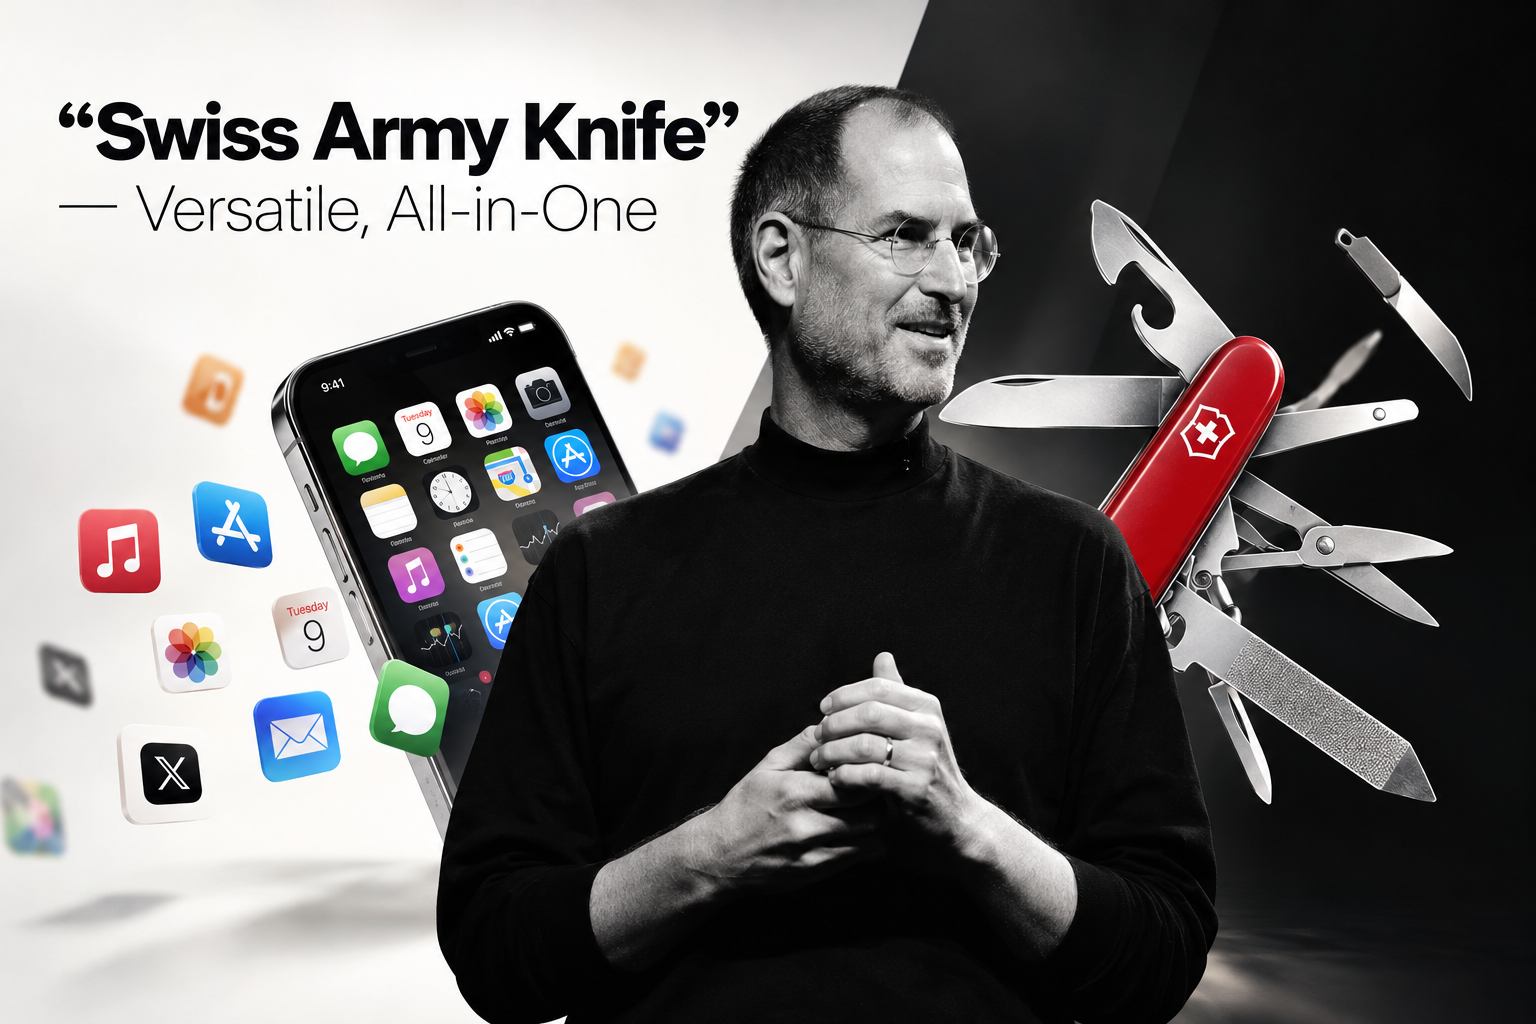 “Swiss Army Knife”
— Versatile, All-in-One
9:41
Tuesday
9
Tuesday
9
X